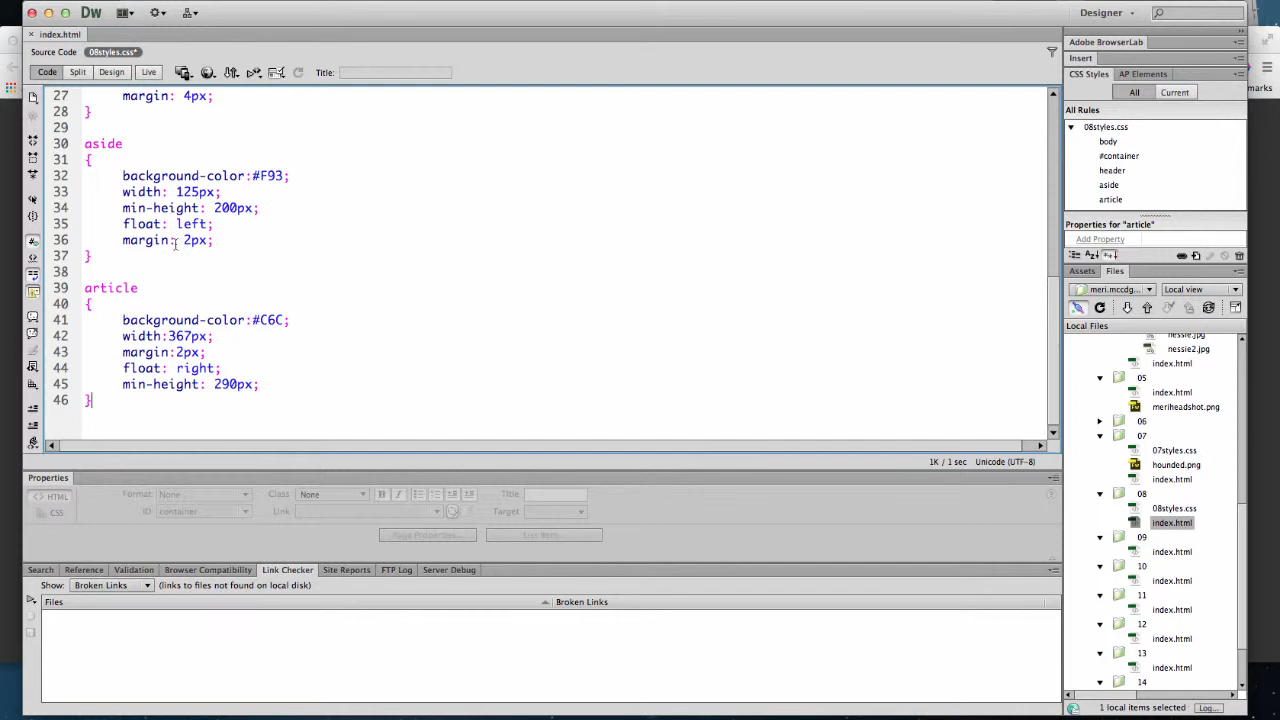 Dw
Designer
index.html
Source Code 08styles.css*
Code Split Design Live Title:
27 margin: 4px;
28 }
29
30 aside
31 {
32 background-color:#F93;
33 width: 125px;
34 min-height: 200px;
35 float: left;
36 margin: 2px;
37 }
38
39 article
40 {
41 background-color:#C6C;
42 width:367px;
43 margin:2px;
44 float: right;
45 min-height: 290px;
46 }
1K / 1 sec Unicode (UTF-8)
Properties
HTML Format: None Class None B I Title
CSS ID container Link Target
Page Properties... List Item...
Search Reference Validation Browser Compatibility Link Checker Site Reports FTP Log Server Debug
Show: Broken Links (links to files not found on local disk)
Files Broken Links
Adobe BrowserLab
Insert
CSS Styles AP Elements
All Current
All Rules
08styles.css
body
#container
header
aside
article
Properties for "article"
Add Property
Assets Files
meri.mccdg... Local view
Local Files
nessie.jpg
nessie2.jpg
index.html
05
index.html
meriheadshot.png
06
07
07styles.css
hounded.png
index.html
08
08styles.css
index.html
09
index.html
10
index.html
11
index.html
12
index.html
13
index.html
14
1 local items selected Log...
marks